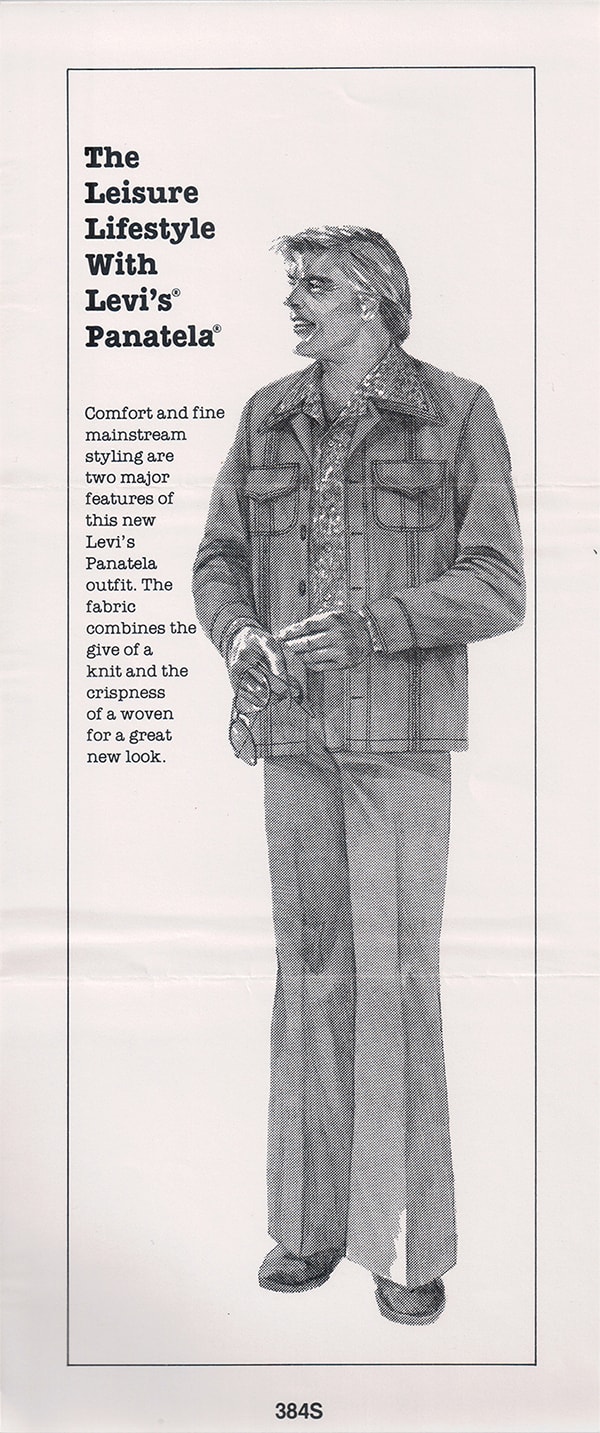 The
Leisure
Lifestyle
With
Levi's®
Panatela®
Comfort and fine
mainstream
styling are
two major
features of
this new
Levi's
Panatela
outfit. The
fabric
combines the
give of a
knit and the
crispness
of a woven
for a great
new look.
384S